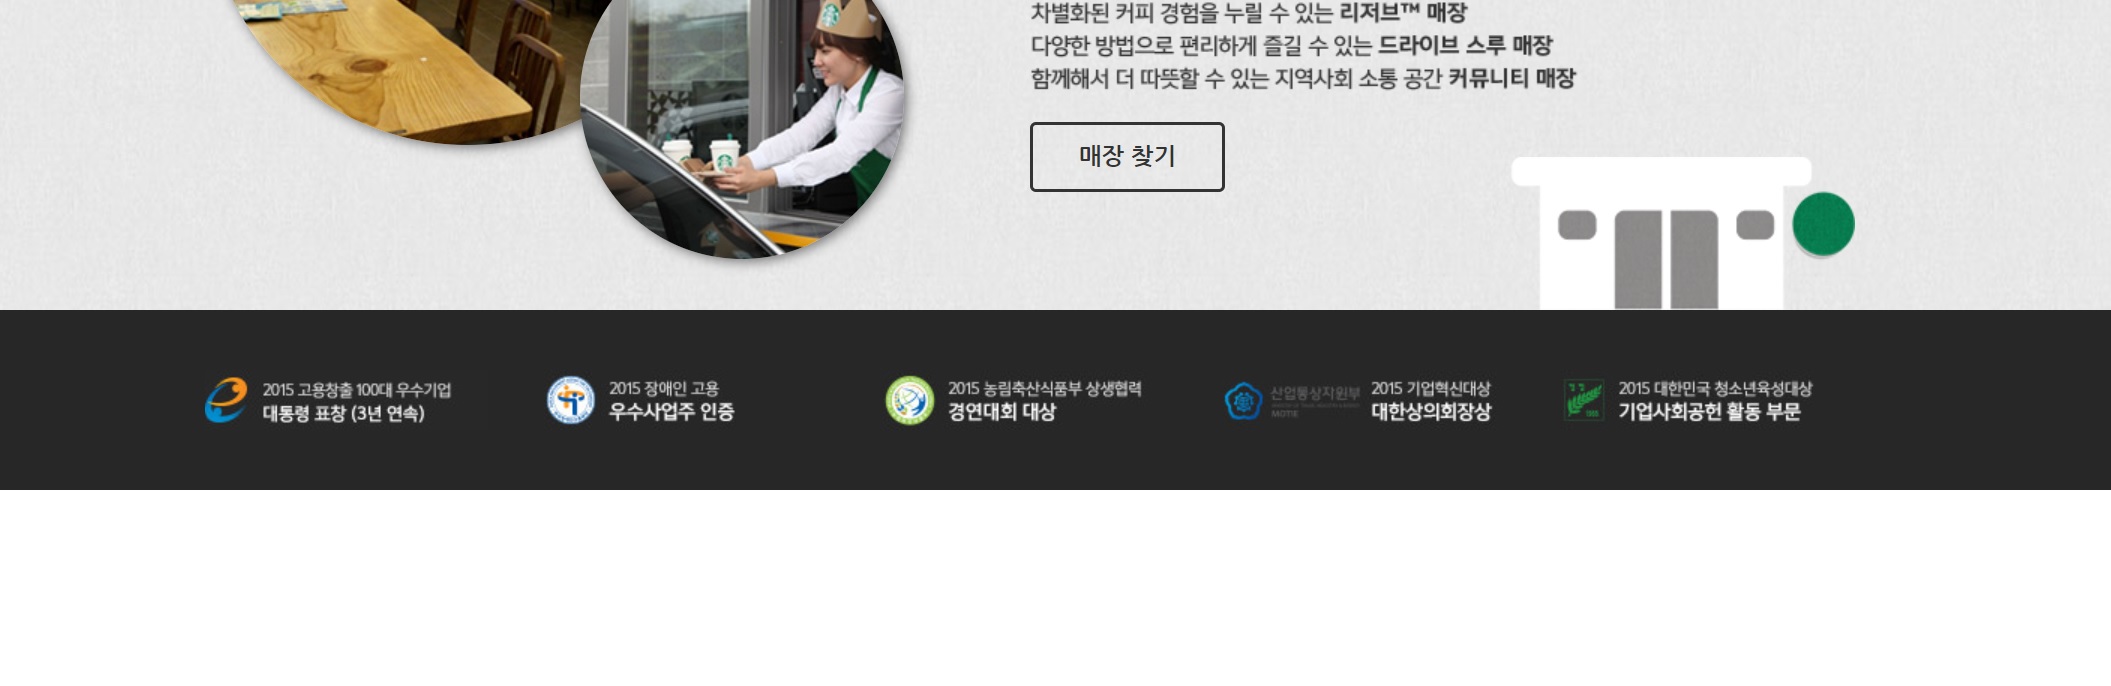 차별화된 커피 경험을 누릴 수 있는 리저브™ 매장
다양한 방법으로 편리하게 즐길 수 있는 드라이브 스루 매장
함께해서 더 따뜻할 수 있는 지역사회 소통 공간 커뮤니티 매장
매장 찾기
2015 고용창출 100대 우수기업
대통령 표창 (3년 연속)
2015 장애인 고용
우수사업주 인증
2015 농림축산식품부 상생협력
경연대회 대상
산업통상자원부
MOTIE
2015 기업혁신대상
대한상의회장상
2015 대한민국 청소년육성대상
기업사회공헌 활동 부문